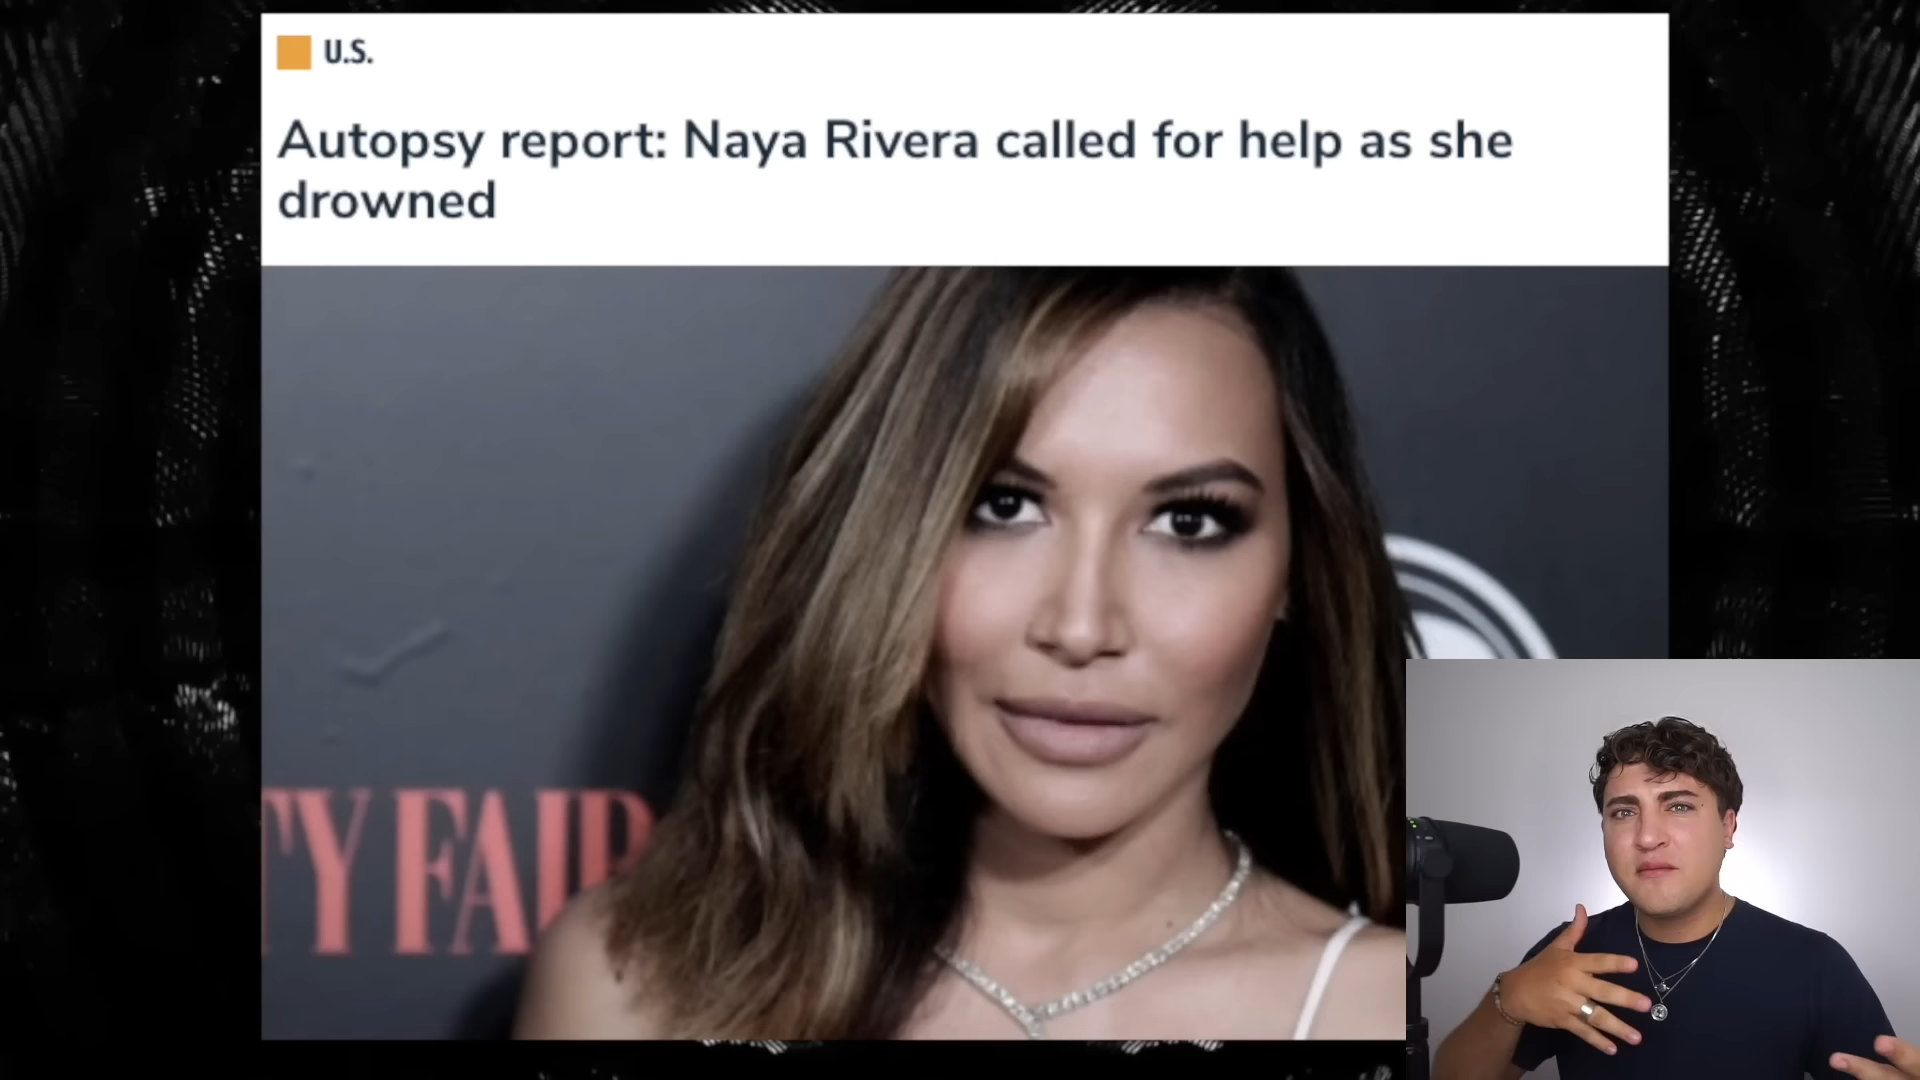 U.S.
Autopsy report: Naya Rivera called for help as she
drowned
TY FAIR